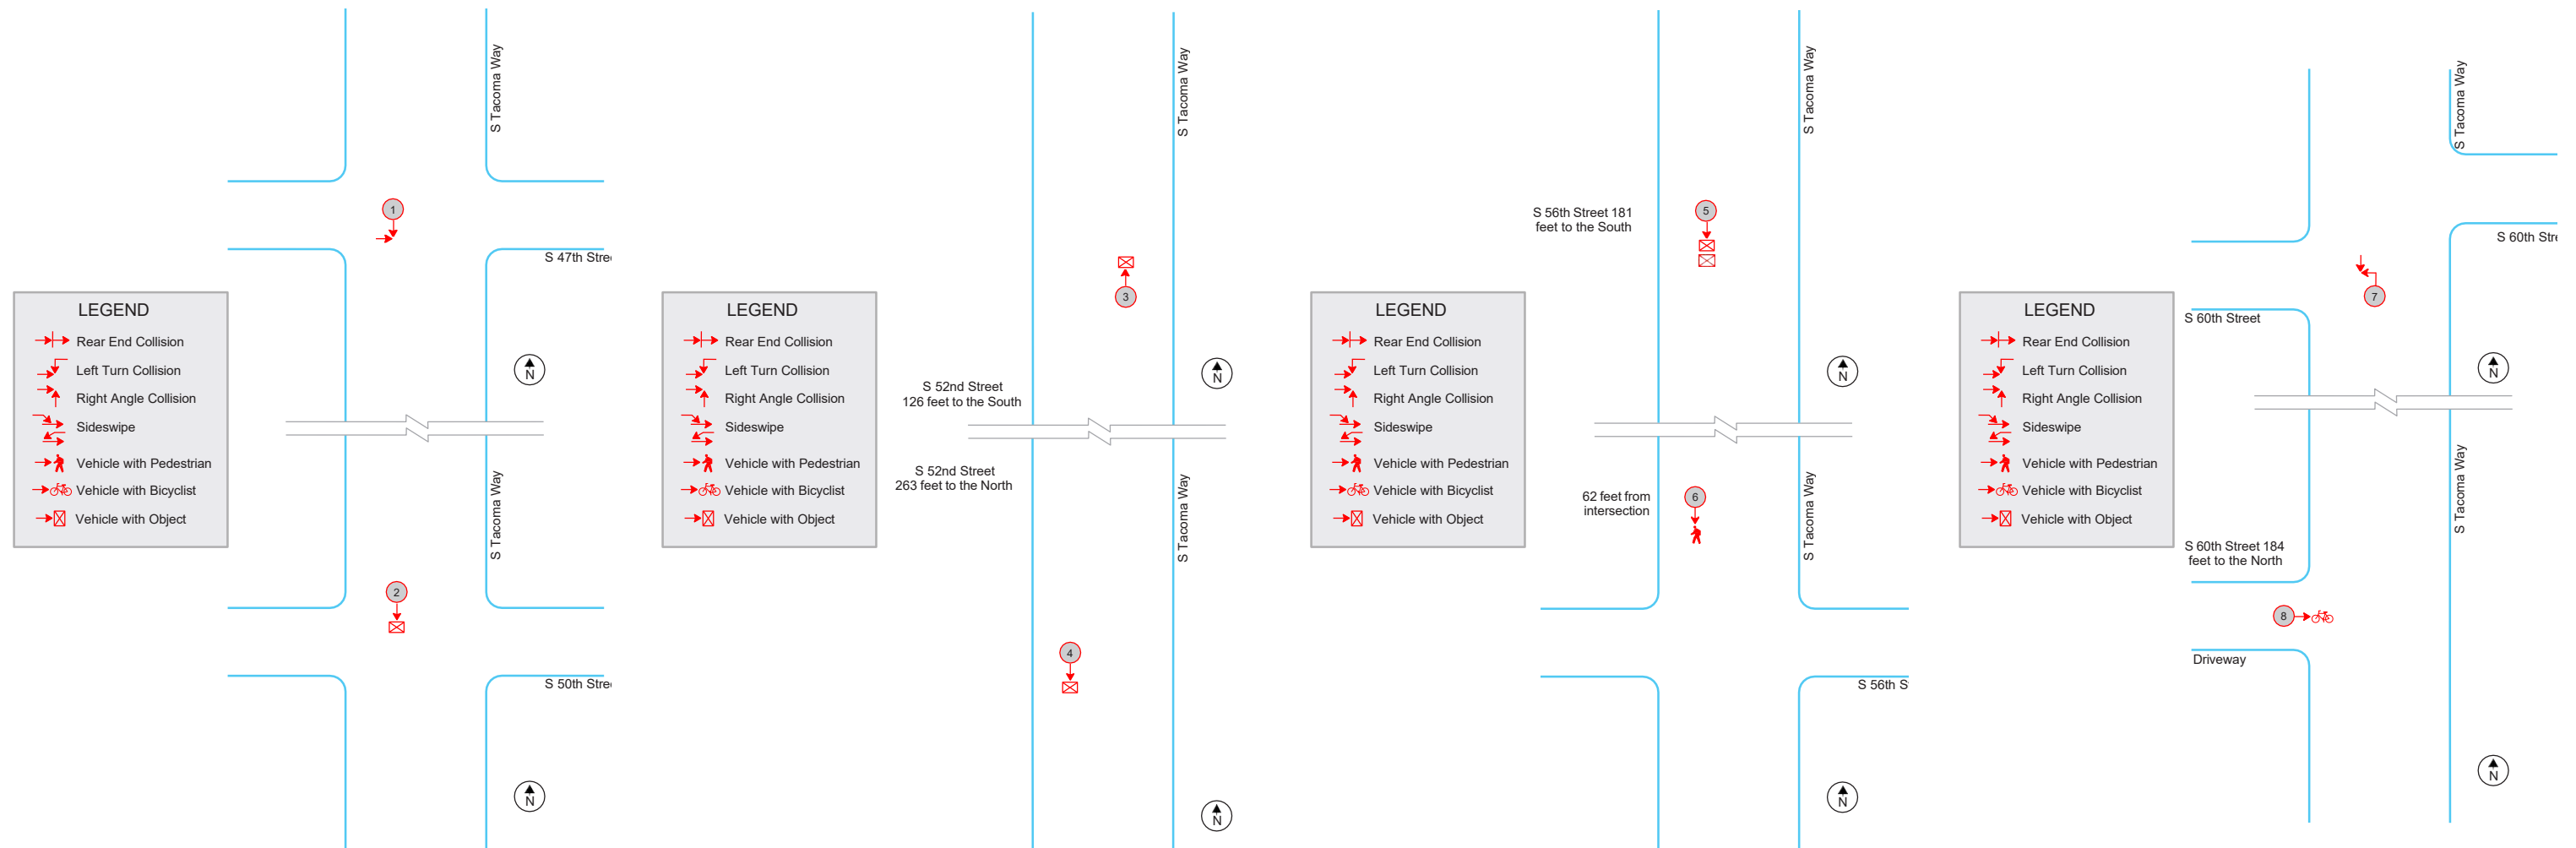 S Tacoma Way
1
S 47th Stree
LEGEND
Rear End Collision
Left Turn Collision
Right Angle Collision
Sideswipe
Vehicle with Pedestrian
Vehicle with Bicyclist
Vehicle with Object
N
S Tacoma Way
2
S 50th Stree
N
S Tacoma Way
3
LEGEND
Rear End Collision
Left Turn Collision
Right Angle Collision
Sideswipe
Vehicle with Pedestrian
Vehicle with Bicyclist
Vehicle with Object
N
S 52nd Street
126 feet to the South
S 52nd Street
263 feet to the North
S Tacoma Way
4
N
S Tacoma Way
S 56th Street 181
feet to the South
5
LEGEND
Rear End Collision
Left Turn Collision
Right Angle Collision
Sideswipe
Vehicle with Pedestrian
Vehicle with Bicyclist
Vehicle with Object
N
62 feet from
intersection
6
S Tacoma Way
S 56th S
N
S Tacoma Way
S 60th Stre
7
S 60th Street
LEGEND
Rear End Collision
Left Turn Collision
Right Angle Collision
Sideswipe
Vehicle with Pedestrian
Vehicle with Bicyclist
Vehicle with Object
N
S Tacoma Way
S 60th Street 184
feet to the North
8
Driveway
N